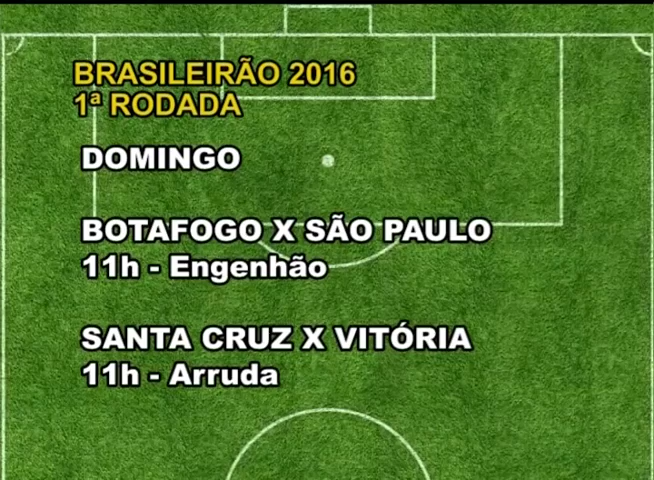 BRASILEIRÃO 2016
1ª RODADA
DOMINGO
BOTAFOGO X SÃO PAULO
11h - Engenhão
SANTA CRUZ X VITÓRIA
11h - Arruda